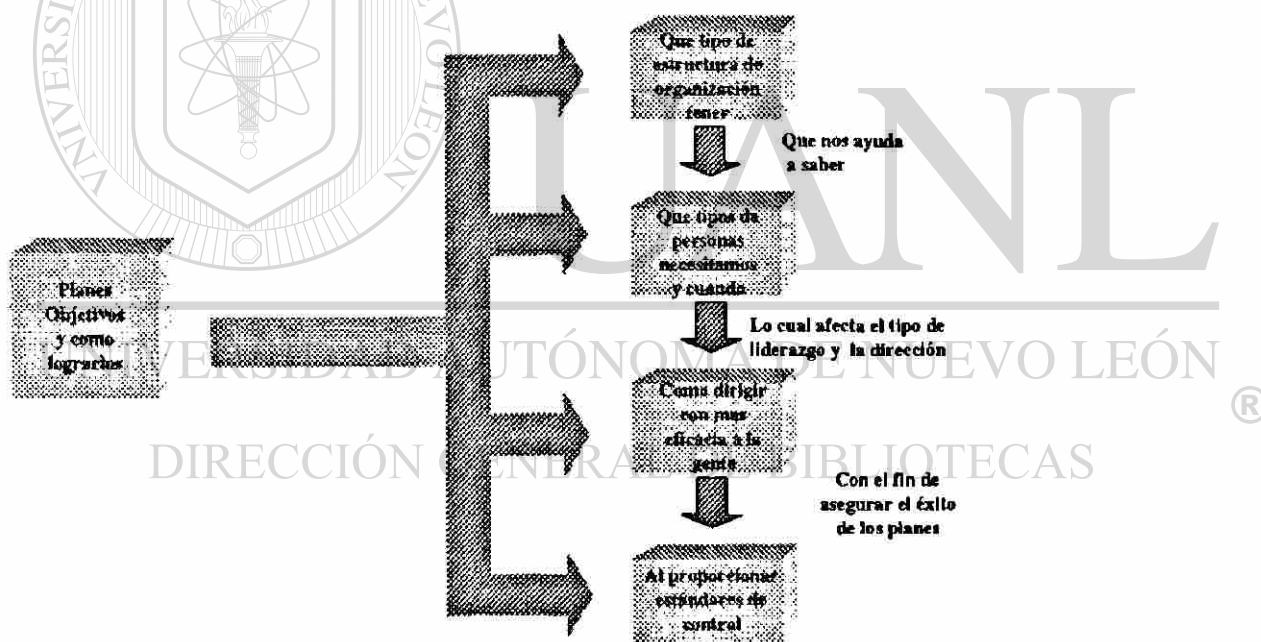 Que tipo de
estructura de
organización
tener
Que nos ayuda
a saber
Que tipos de
personas
necesitamos
y cuando
Planes
Objetivos
y como
lograrlos
Lo cual afecta el tipo de
liderazgo y la dirección
Como dirigir
con mas
eficacia a la
gente
Con el fin de
asegurar el éxito
de los planes
Al proporcionar
estándares de
control
UANL
UNIVERSIDAD AUTÓNOMA DE NUEVO LEÓN
®
DIRECCIÓN GENERAL DE BIBLIOTECAS